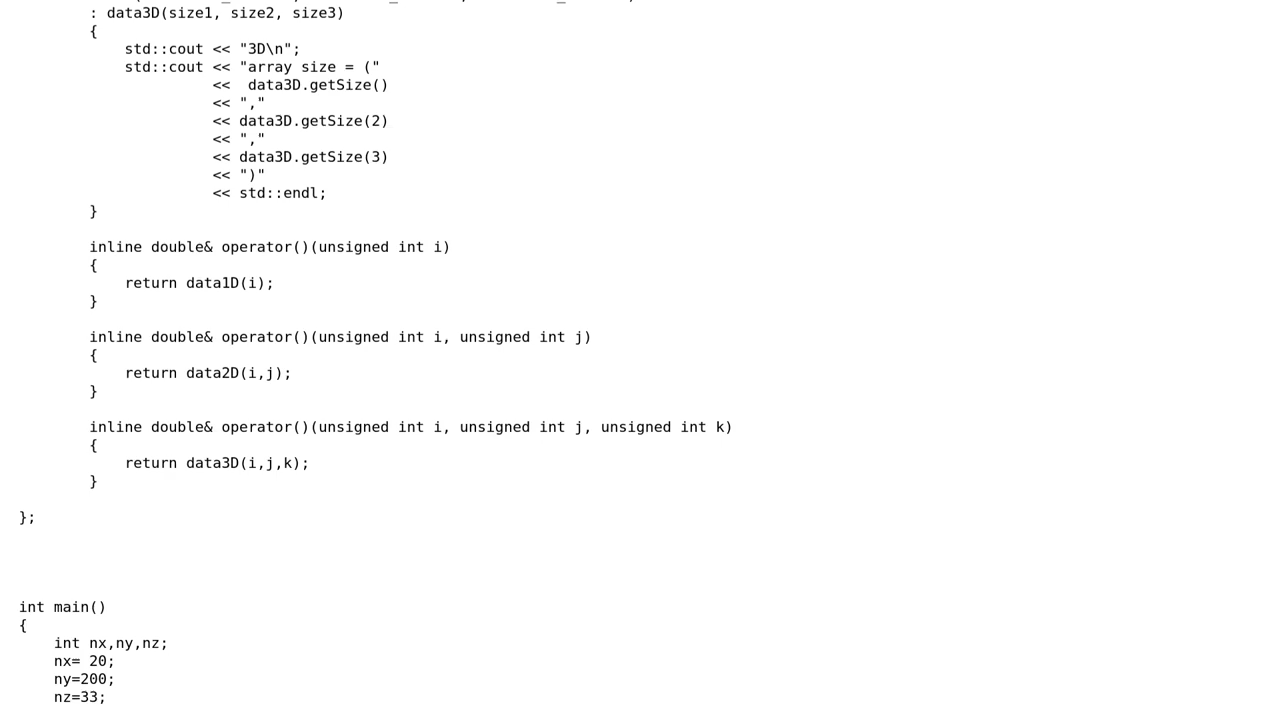 : data3D(size1, size2, size3)
        {
            std::cout << "3D\n";
            std::cout << "array size = ("
                      <<  data3D.getSize()
                      << ","
                      << data3D.getSize(2)
                      << ","
                      << data3D.getSize(3)
                      << ")"
                      << std::endl;
        }

        inline double& operator()(unsigned int i)
        {
            return data1D(i);
        }

        inline double& operator()(unsigned int i, unsigned int j)
        {
            return data2D(i,j);
        }

        inline double& operator()(unsigned int i, unsigned int j, unsigned int k)
        {
            return data3D(i,j,k);
        }

};

int main()
{
    int nx,ny,nz;
    nx= 20;
    ny=200;
    nz=33;